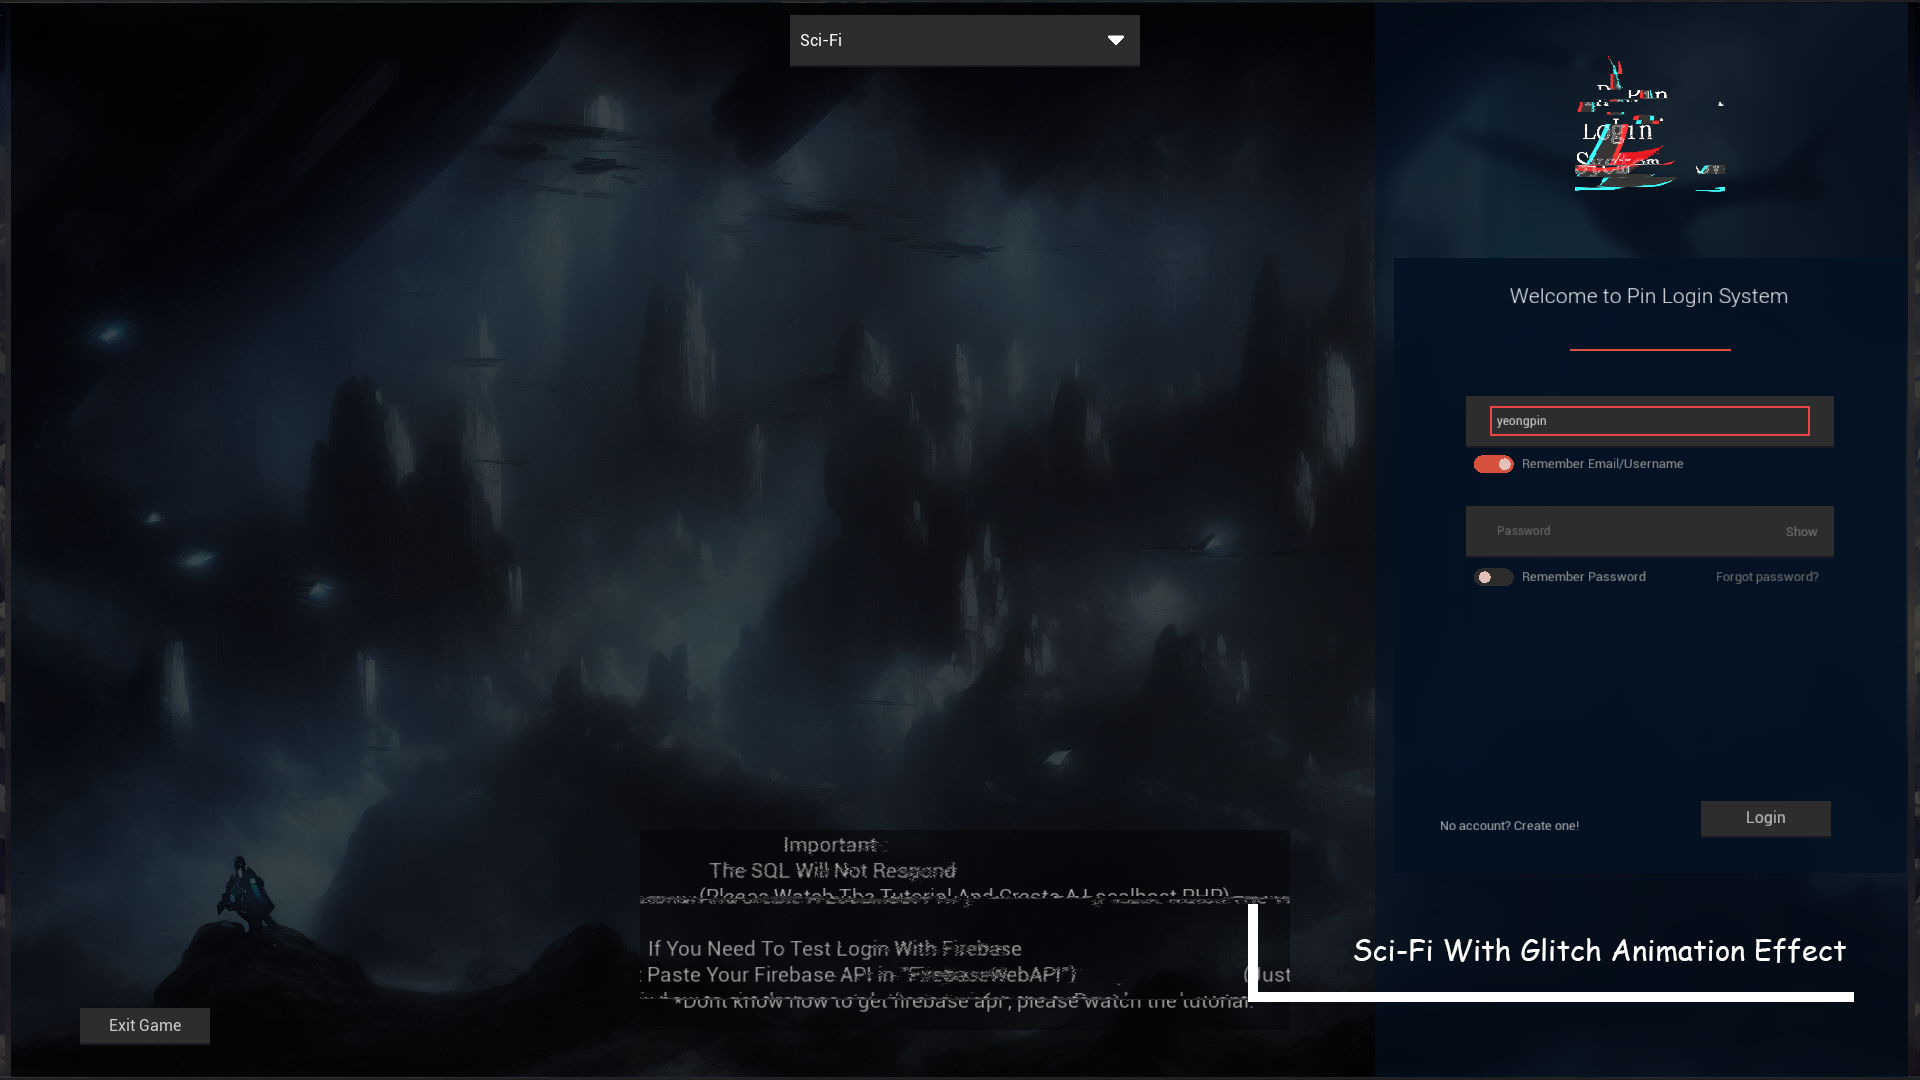 Sci-Fi
Pin
Login
Welcome to Pin Login System
yeongpin
Remember Email/Username
Password
Show
Remember Password
Forgot password?
No account? Create one!
Login
Important
The SQL Will Not Respond
(Please Watch The Tutorial And Create A Localhost PHP)
If You Need To Test Login With Firebase
Paste Your Firebase API in "FirebaseWebAPI")
(Just
*Dont know how to get firebase api, please watch the tutorial.
Sci-Fi With Glitch Animation Effect
Exit Game